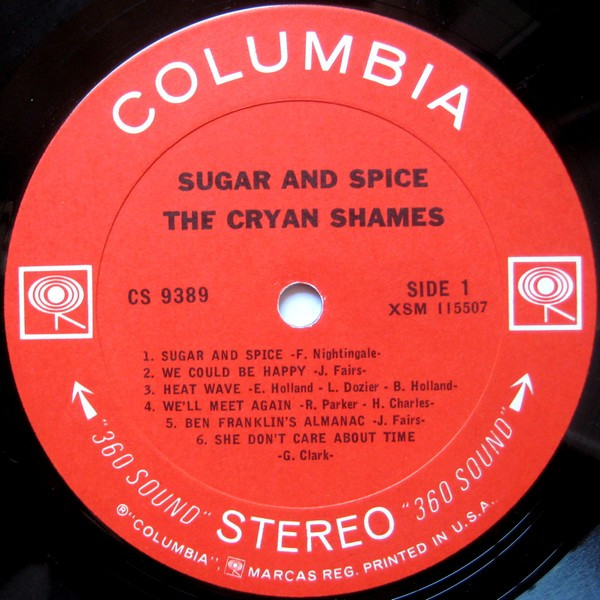 COLUMBIA
SUGAR AND SPICE
THE CRYAN SHAMES
CS 9389
SIDE 1
XSM 115507
1. SUGAR AND SPICE -F. Nightingale-
2. WE COULD BE HAPPY -J. Fairs-
3. HEAT WAVE -E. Holland - L. Dozier - B. Holland-
4. WE'LL MEET AGAIN -R. Parker - H. Charles-
5. BEN FRANKLIN'S ALMANAC -J. Fairs-
6. SHE DON'T CARE ABOUT TIME
-G. Clark-
"360 SOUND" STEREO "360 SOUND"
® "COLUMBIA", MARCAS REG. PRINTED IN U.S.A.